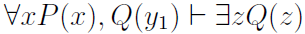 ∀xP(x), Q(y₁) ⊢ ∃zQ(z)